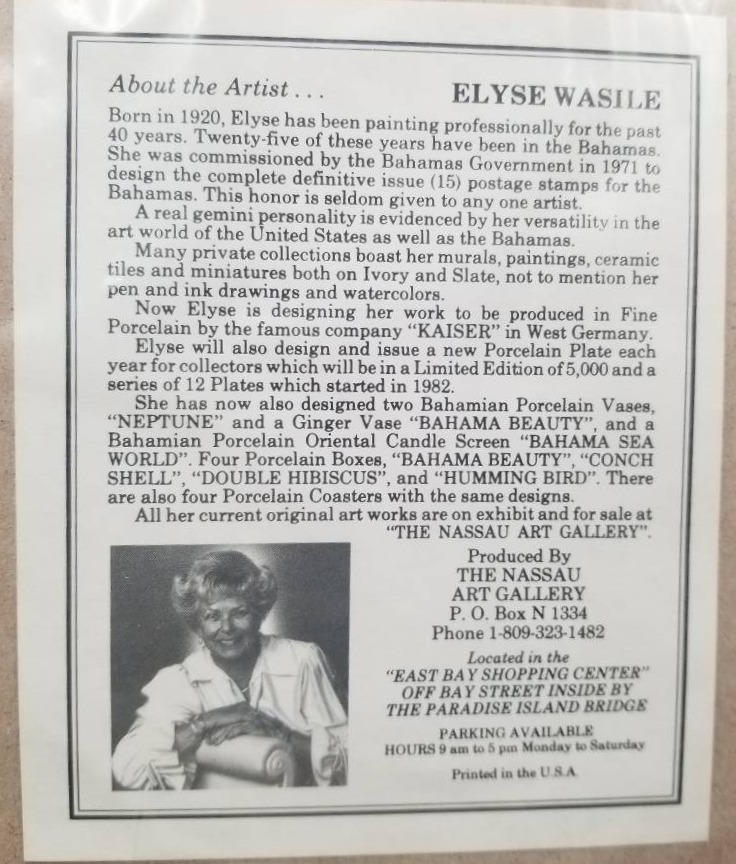 About the Artist . . . ELYSE WASILE
Born in 1920, Elyse has been painting professionally for the past
40 years. Twenty-five of these years have been in the Bahamas.
She was commissioned by the Bahamas Government in 1971 to
design the complete definitive issue (15) postage stamps for the
Bahamas. This honor is seldom given to any one artist.
A real gemini personality is evidenced by her versatility in the
art world of the United States as well as the Bahamas.
Many private collections boast her murals, paintings, ceramic
tiles and miniatures both on Ivory and Slate, not to mention her
pen and ink drawings and watercolors.
Now Elyse is designing her work to be produced in Fine
Porcelain by the famous company “KAISER” in West Germany.
Elyse will also design and issue a new Porcelain Plate each
year for collectors which will be in a Limited Edition of 5,000 and a
series of 12 Plates which started in 1982.
She has now also designed two Bahamian Porcelain Vases,
“NEPTUNE” and a Ginger Vase “BAHAMA BEAUTY”, and a
Bahamian Porcelain Oriental Candle Screen “BAHAMA SEA
WORLD”. Four Porcelain Boxes, “BAHAMA BEAUTY”, “CONCH
SHELL”, “DOUBLE HIBISCUS”, and “HUMMING BIRD”. There
are also four Porcelain Coasters with the same designs.
All her current original art works are on exhibit and for sale at
“THE NASSAU ART GALLERY”.
Produced By
THE NASSAU
ART GALLERY
P. O. Box N 1334
Phone 1-809-323-1482
Located in the
“EAST BAY SHOPPING CENTER”
OFF BAY STREET INSIDE BY
THE PARADISE ISLAND BRIDGE
PARKING AVAILABLE
HOURS 9 am to 5 pm Monday to Saturday
Printed in the U.S.A.